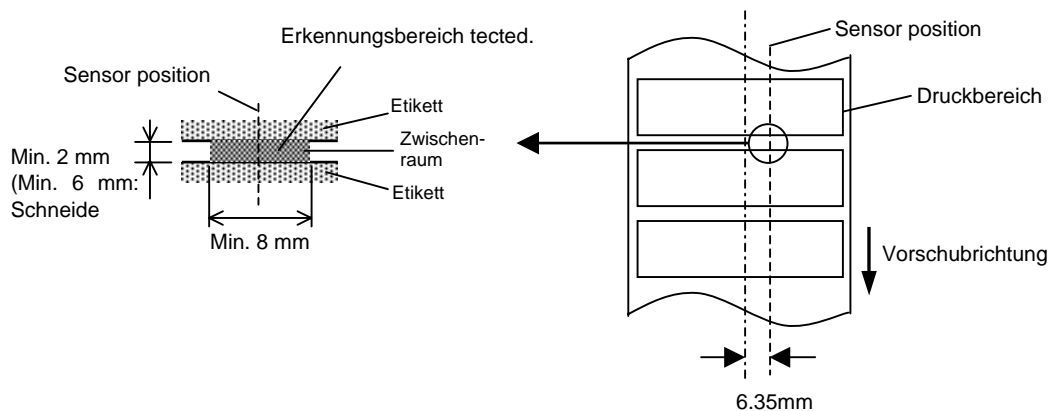 Erkennungsbereich tected.
Sensor position
Etikett
Zwischen-
raum
Etikett
Min. 2 mm
(Min. 6 mm:
Schneide
Min. 8 mm
Sensor position
Druckbereich
Vorschubrichtung
6.35mm